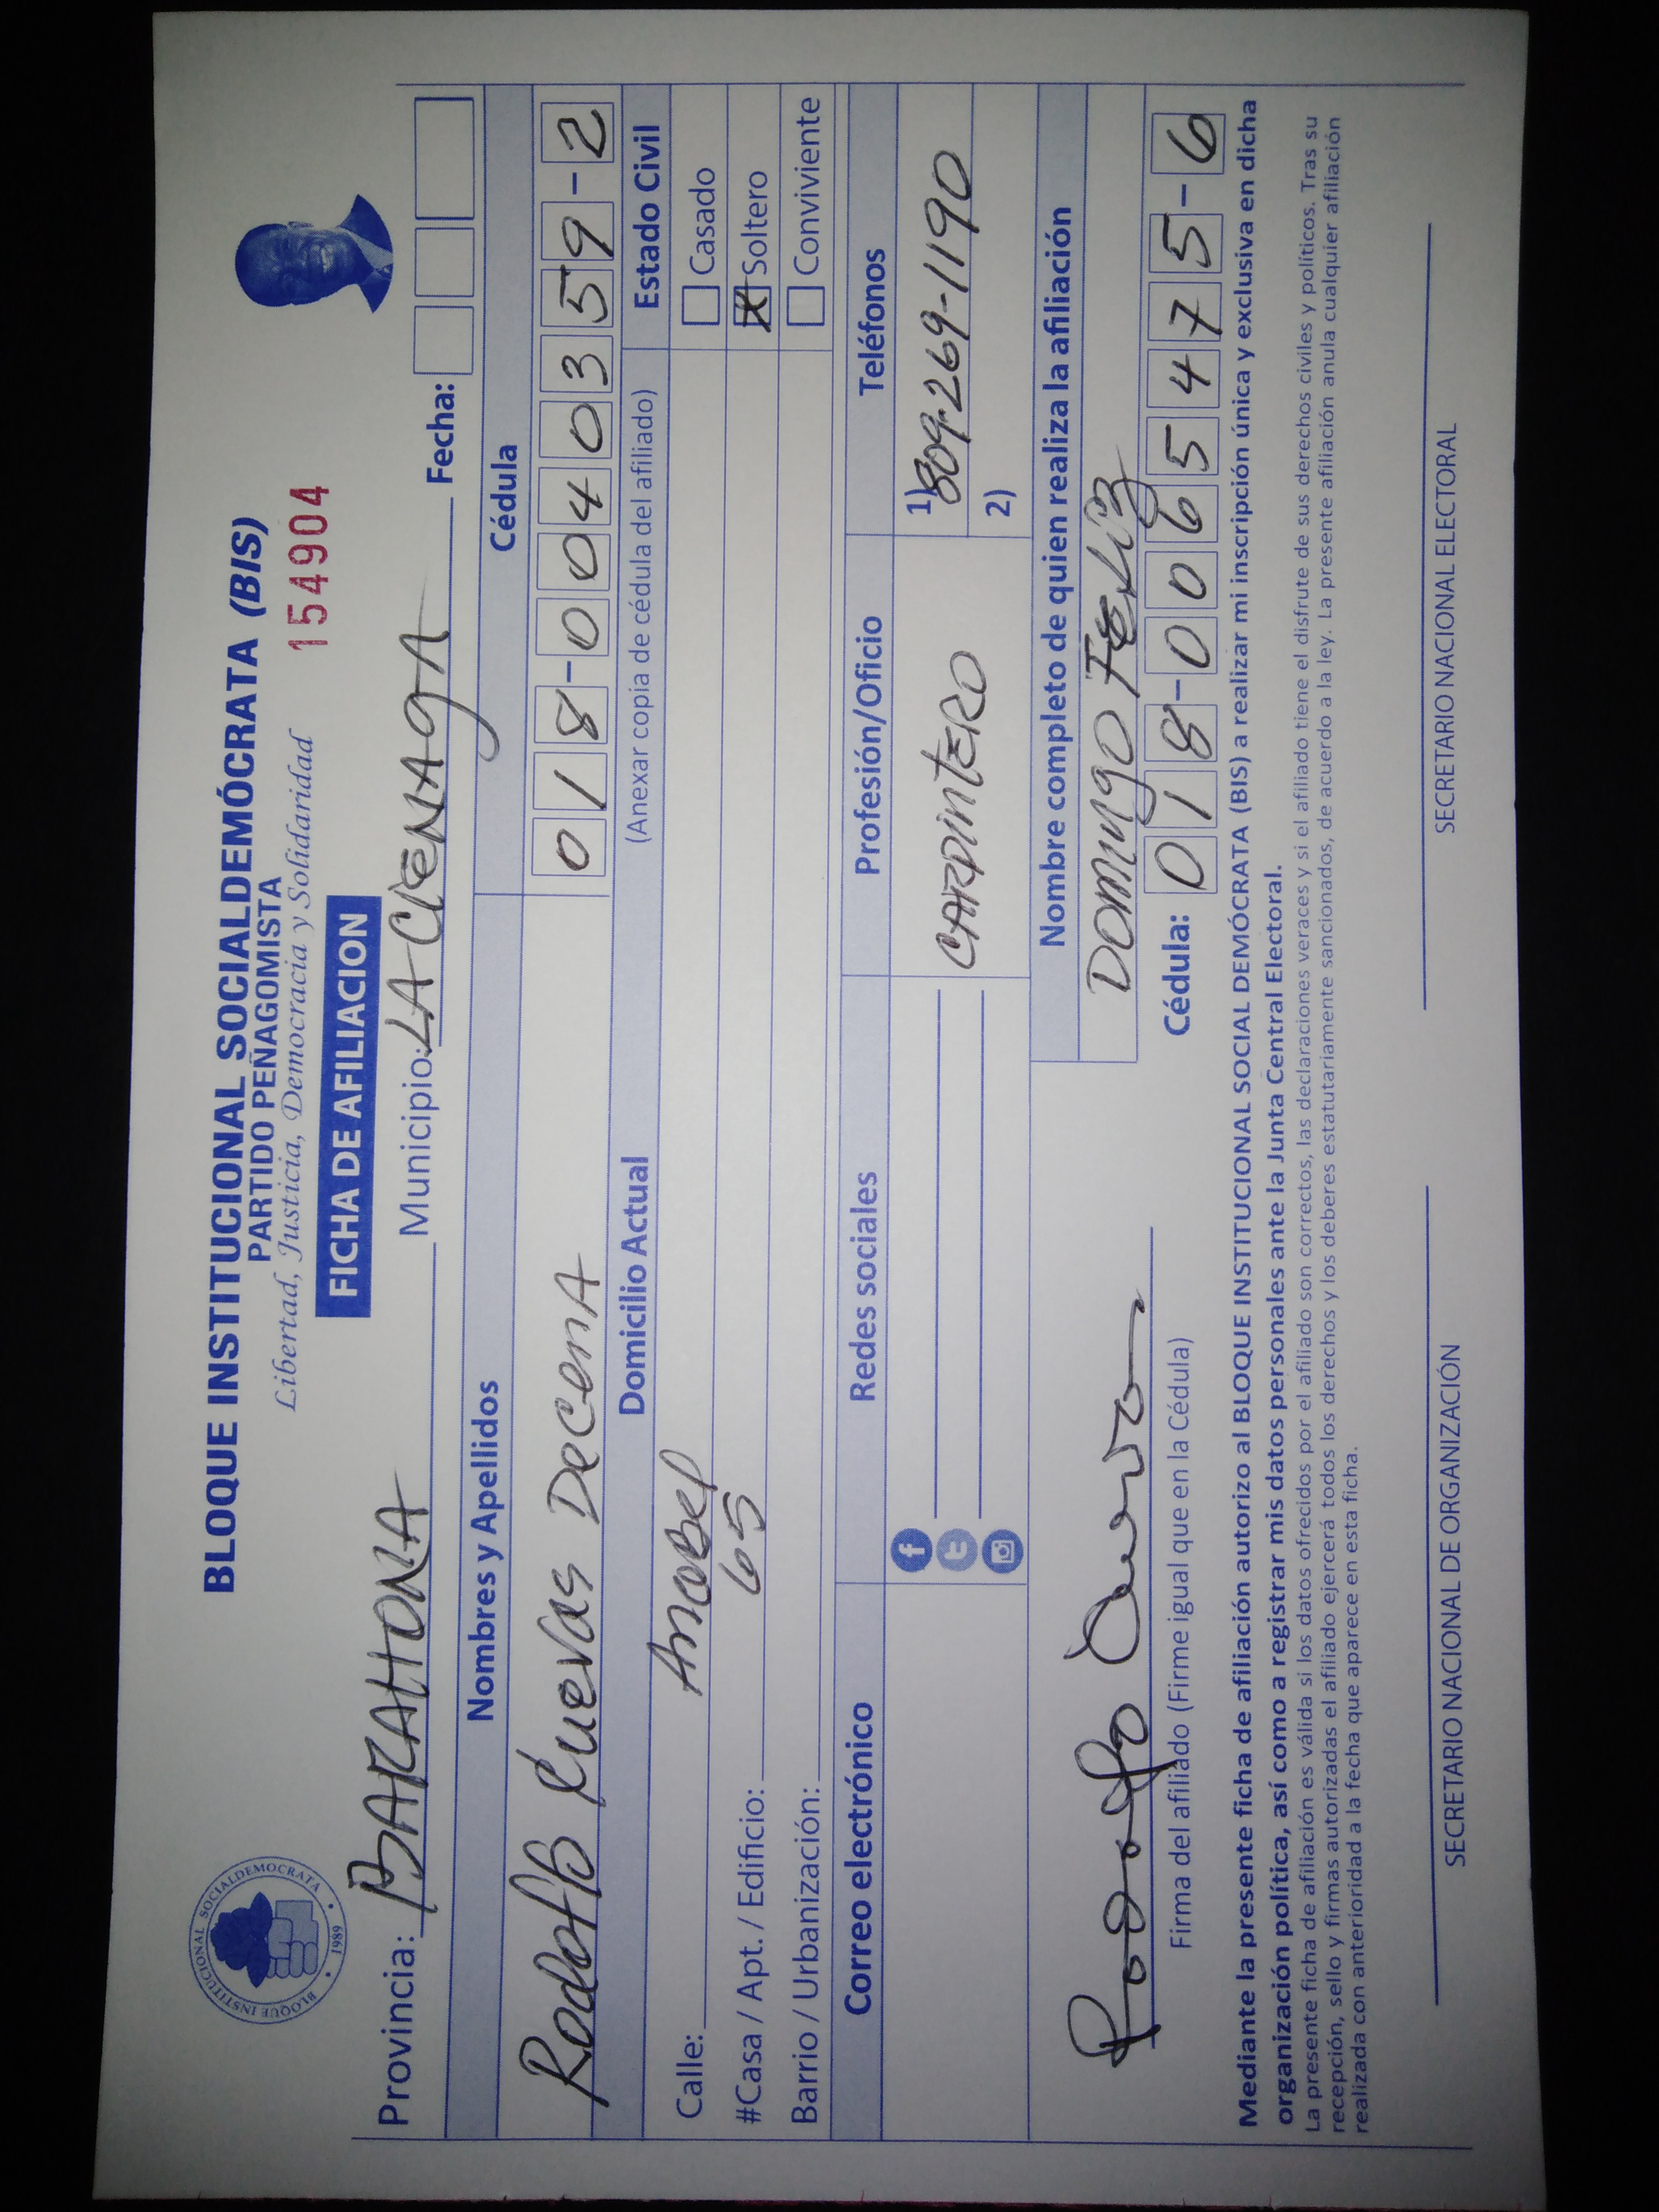 BLOQUE INSTITUCIONAL SOCIALDEMOCRATA
1989
BLOQUE INSTITUCIONAL SOCIALDEMÓCRATA (BIS)
PARTIDO PEÑAGOMISTA
Libertad, Justicia, Democracia y Solidaridad
154904
FICHA DE AFILIACION
Provincia: BARAHONA Municipio: LA CIENAgA Fecha:
Nombres y Apellidos Cédula
Rodolfo Cuevas Decena 018-0040359-2
Domicilio Actual (Anexar copia de cédula del afiliado) Estado Civil
Calle: Anacabel Casado
#Casa / Apt. / Edificio: 65 X Soltero
Barrio / Urbanización: Conviviente
Correo electrónico Redes sociales Profesión/Oficio Teléfonos
CARPINTERO 1) 809-269-1190
2)
Nombre completo de quien realiza la afiliación
Domingo Feliz
Rodolfo Cuevas
Cédula: 018-0065475-6
Firma del afiliado (Firme igual que en la Cédula)
Mediante la presente ficha de afiliación autorizo al BLOQUE INSTITUCIONAL SOCIAL DEMÓCRATA (BIS) a realizar mi inscripción única y exclusiva en dicha
organización política, así como a registrar mis datos personales ante la Junta Central Electoral.
La presente ficha de afiliación es válida si los datos ofrecidos por el afiliado son correctos, las declaraciones veraces y si el afiliado tiene el disfrute de sus derechos civiles y políticos. Tras su
recepción, sello y firmas autorizadas el afiliado ejercerá todos los derechos y los deberes estatutariamente sancionados, de acuerdo a la ley. La presente afiliación anula cualquier afiliación
realizada con anterioridad a la fecha que aparece en esta ficha.
SECRETARIO NACIONAL DE ORGANIZACIÓN SECRETARIO NACIONAL ELECTORAL